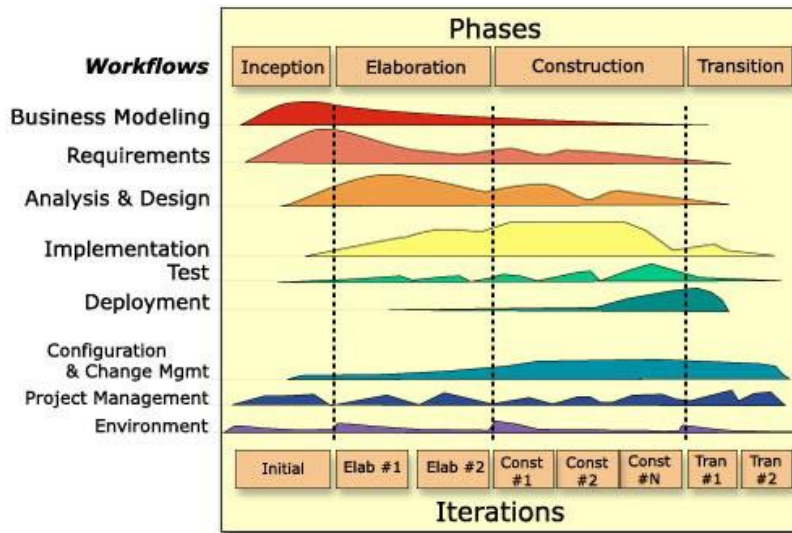 Phases
Workflows
Inception
Elaboration
Construction
Transition
Business Modeling
Requirements
Analysis & Design
Implementation
Test
Deployment
Configuration
& Change Mgmt
Project Management
Environment
Initial
Elab #1
Elab #2
Const
#1
Const
#2
Const
#N
Tran
#1
Tran
#2
Iterations